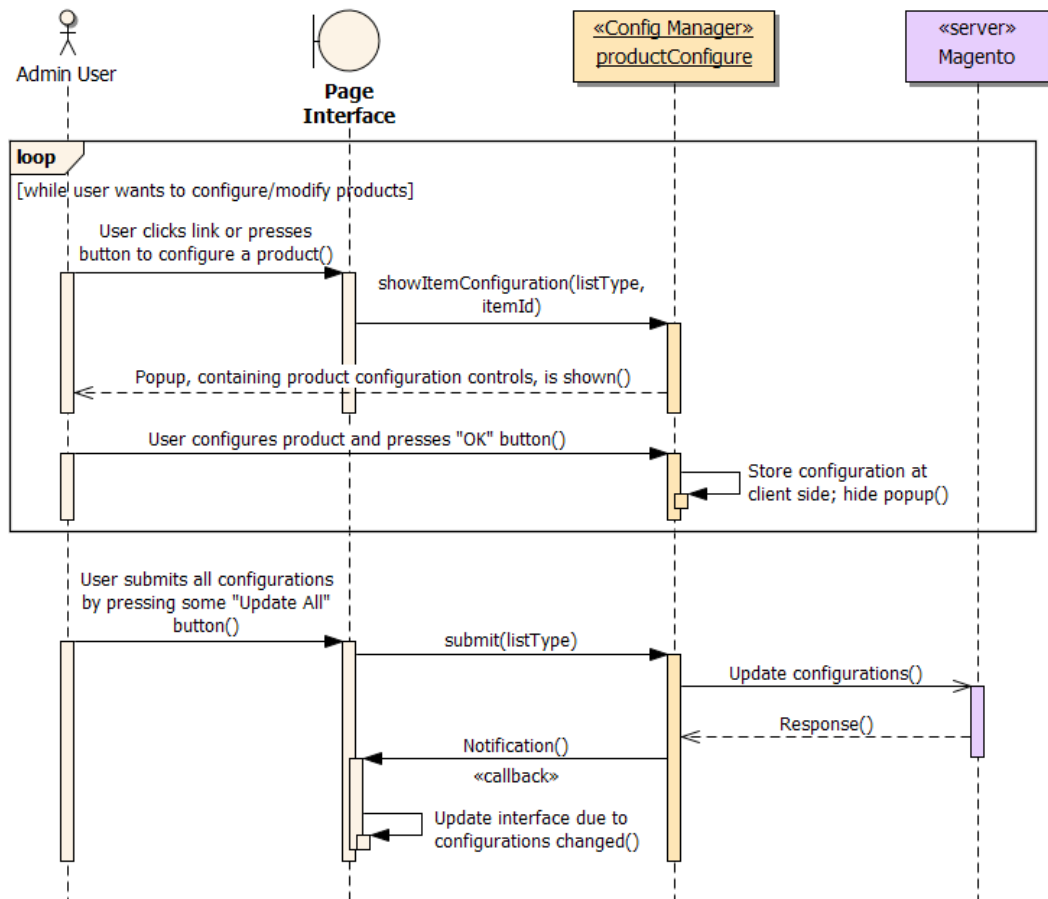 Admin User
Page
Interface
«Config Manager»
productConfigure
«server»
Magento
loop
[while user wants to configure/modify products]
User clicks link or presses
button to configure a product()
showItemConfiguration(listType,
itemId)
Popup, containing product configuration controls, is shown()
User configures product and presses "OK" button()
Store configuration at
client side; hide popup()
User submits all configurations
by pressing some "Update All"
button()
submit(listType)
Update configurations()
Response()
Notification()
«callback»
Update interface due to
configurations changed()